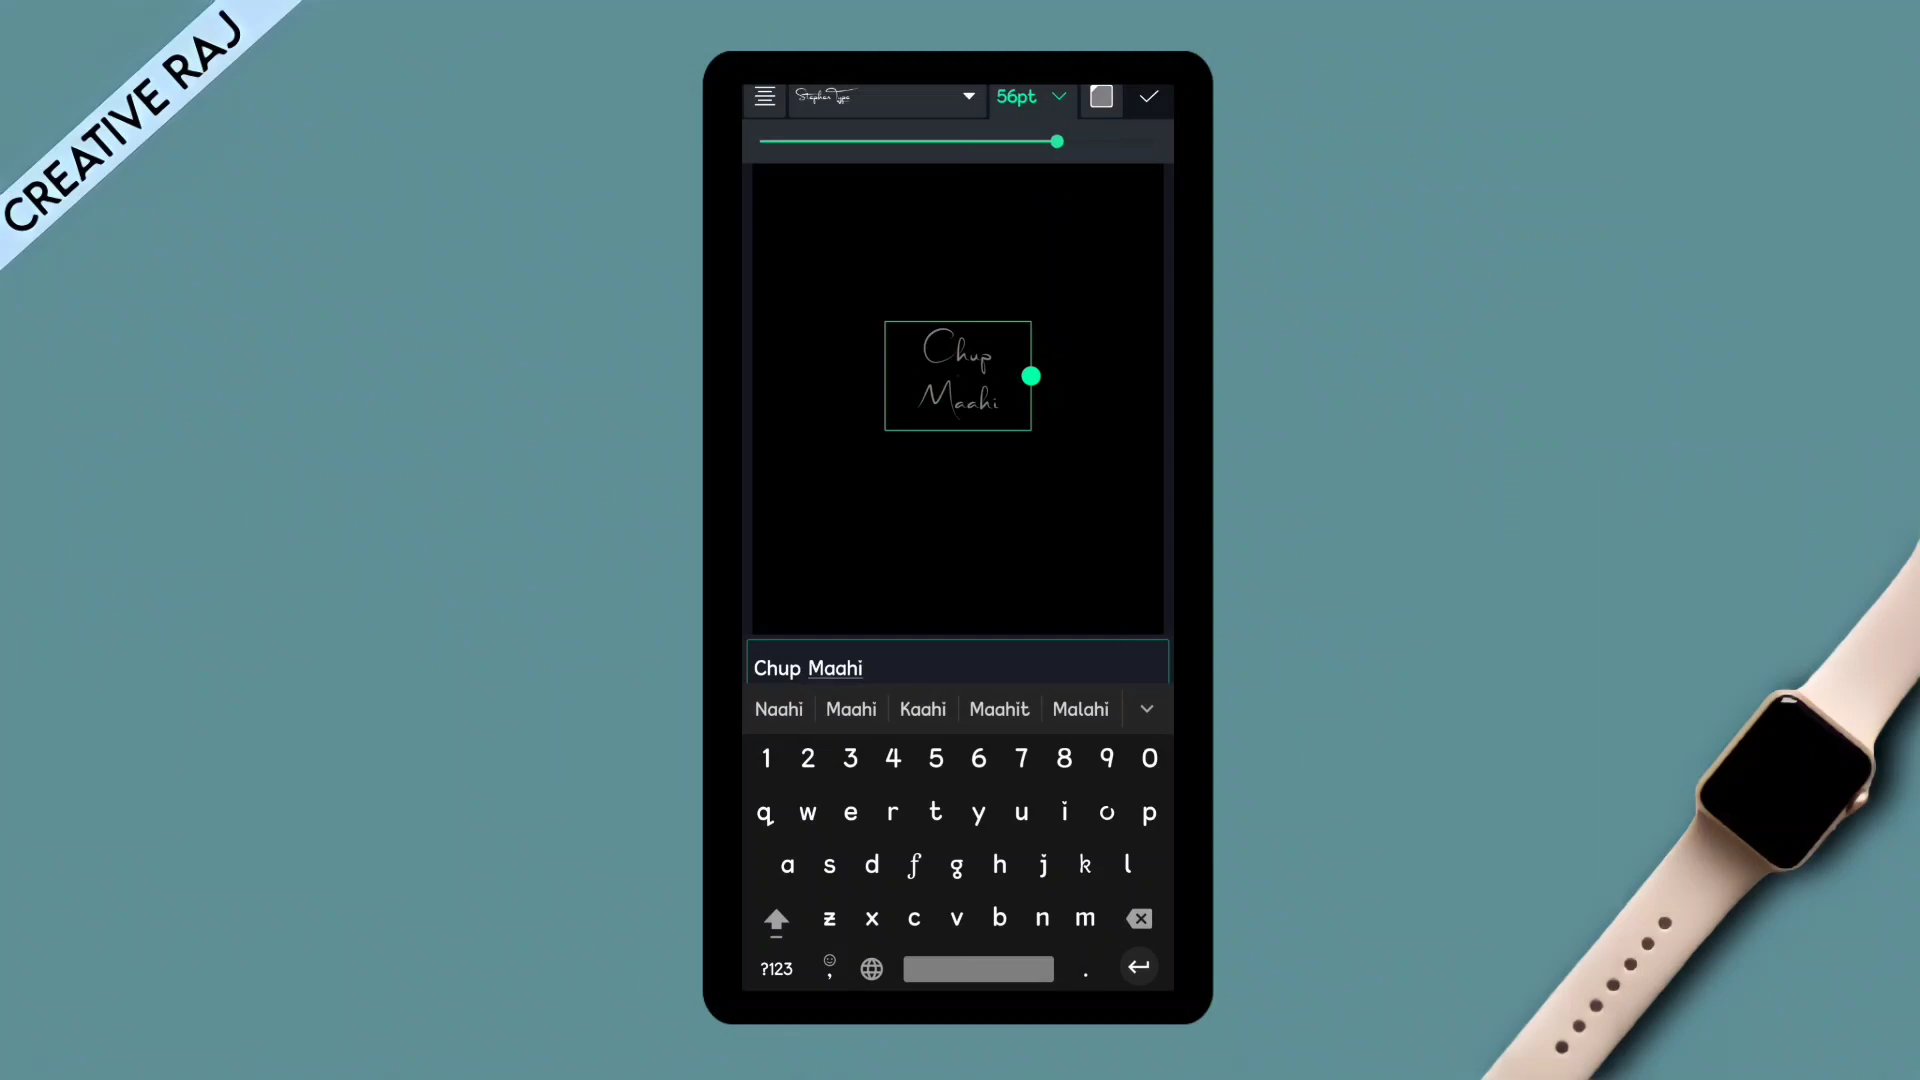 CREATIVE RAJ
StephenType
56pt
Chup
Maahi
Chup Maahi
Naahi Maahi Kaahi Maahit Malahi
1 2 3 4 5 6 7 8 9 0
q w e r t y u i o p
a s d f g h j k l
z x c v b n m
?123 , .